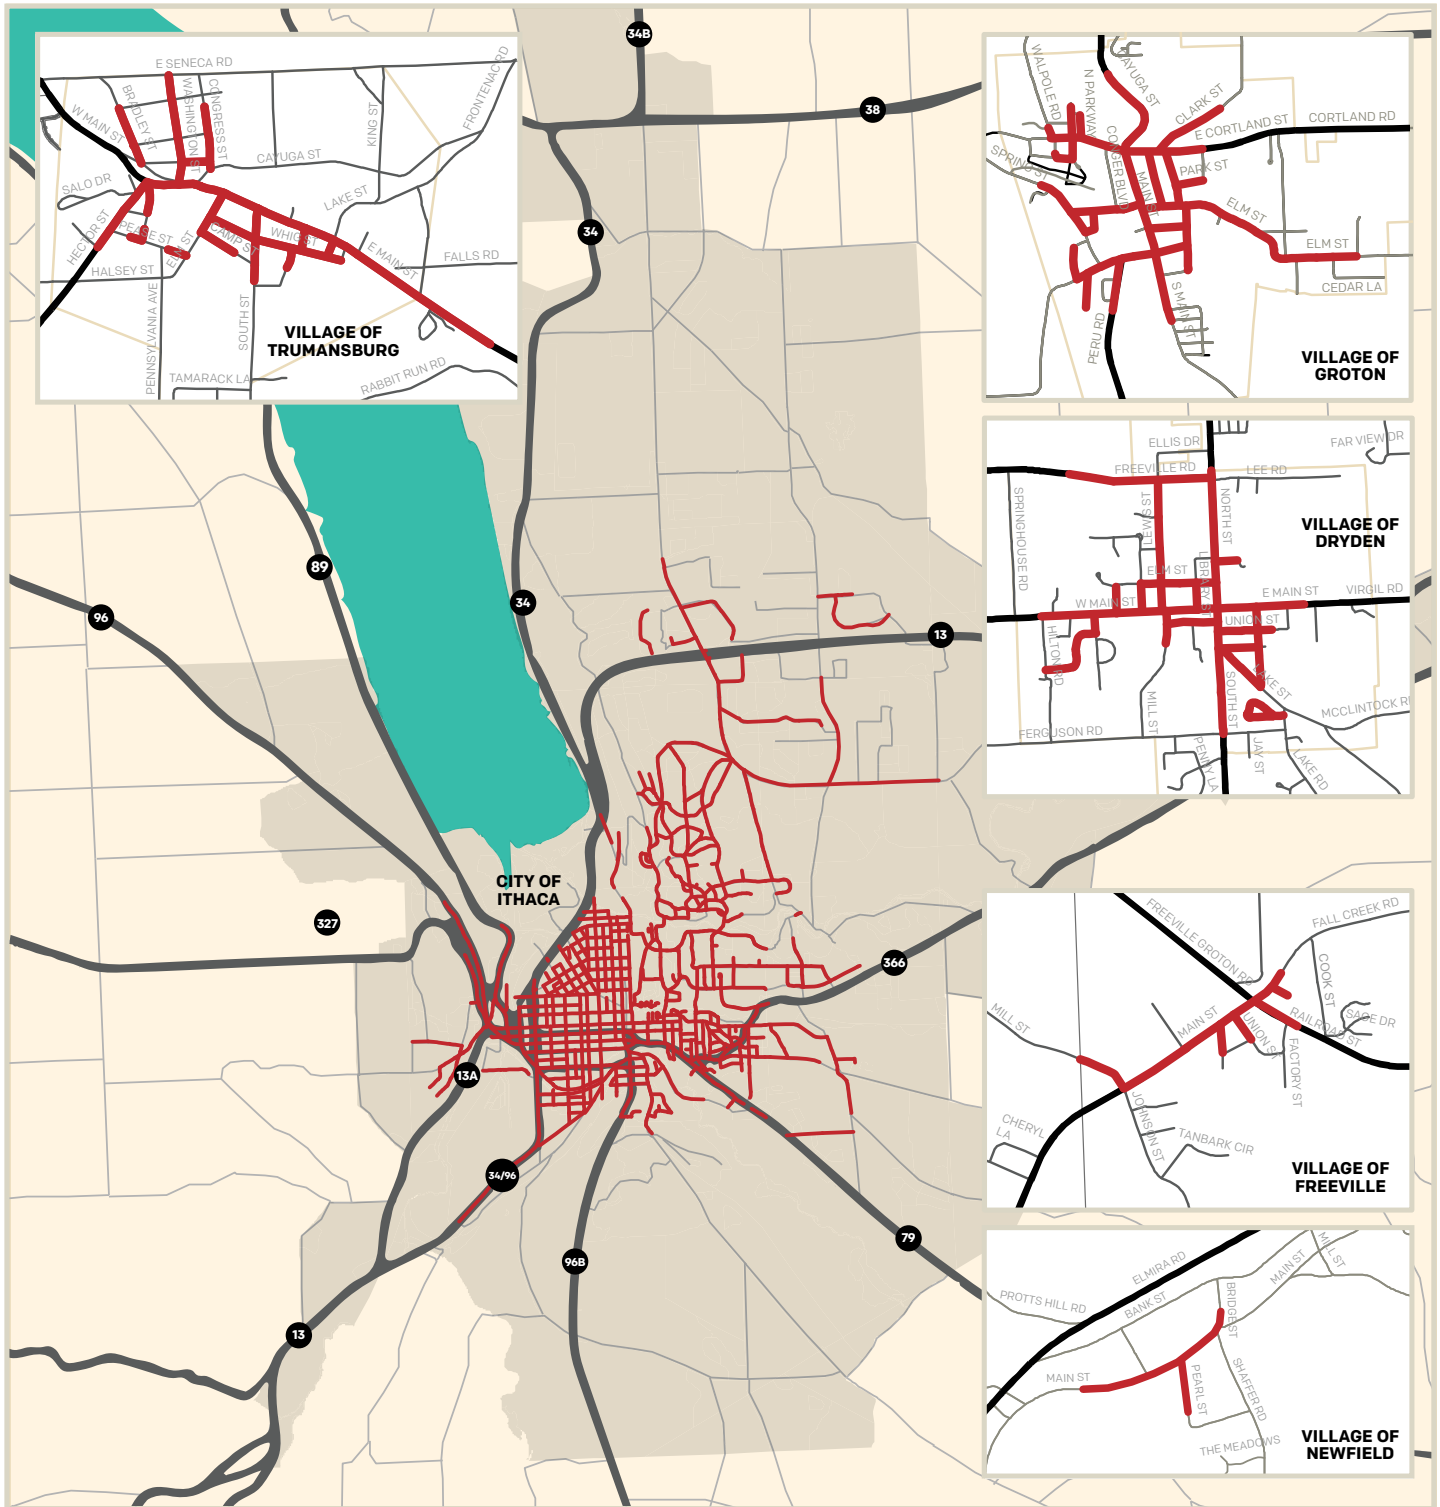 34B
38
34
89
96
34
13
CITY OF
ITHACA
327
366
13A
34/96
96B
79
13
E SENECA RD
BRADLEY ST
WASHINGTON ST
CONGRESS ST
KING ST
FRONTENAC RD
W MAIN ST
CAYUGA ST
SALO DR
LAKE ST
HECTOR ST
PEASE ST
ELM ST
CAMP ST
WHIG ST
E MAIN ST
FALLS RD
HALSEY ST
PENNSYLVANIA AVE
SOUTH ST
VILLAGE OF
TRUMANSBURG
TAMARACK LA
RABBIT RUN RD
WALPOLE RD
N PARKWAY
CAYUGA ST
CLARK ST
E CORTLAND ST
CORTLAND RD
SPRING ST
CONGER BLVD
MAIN ST
PARK ST
ELM ST
ELM ST
CEDAR LA
S MAIN ST
PERU RD
VILLAGE OF
GROTON
ELLIS DR
FAR VIEW DR
FREEVILLE RD
LEE RD
SPRINGHOUSE RD
LEWIS ST
NORTH ST
VILLAGE OF
DRYDEN
ELM ST
LIBRARY ST
W MAIN ST
E MAIN ST
VIRGIL RD
UNION ST
HILTON RD
LAKE ST
MILL ST
SOUTH ST
MCCLINTOCK RD
FERGUSON RD
PENNY LA
JAY ST
LAKE RD
FREEVILLE GROTON RD
FALL CREEK RD
COOK ST
MILL ST
MAIN ST
UNION ST
RAILROAD ST
SAGE DR
FACTORY ST
CHERYL
LA
JOHNSON ST
TANBARK CIR
VILLAGE OF
FREEVILLE
ELMIRA RD
MAIN ST
MILL ST
PROTTS HILL RD
BANK ST
BRIDGE ST
MAIN ST
PEARL ST
SHAFFER RD
THE MEADOWS
VILLAGE OF
NEWFIELD